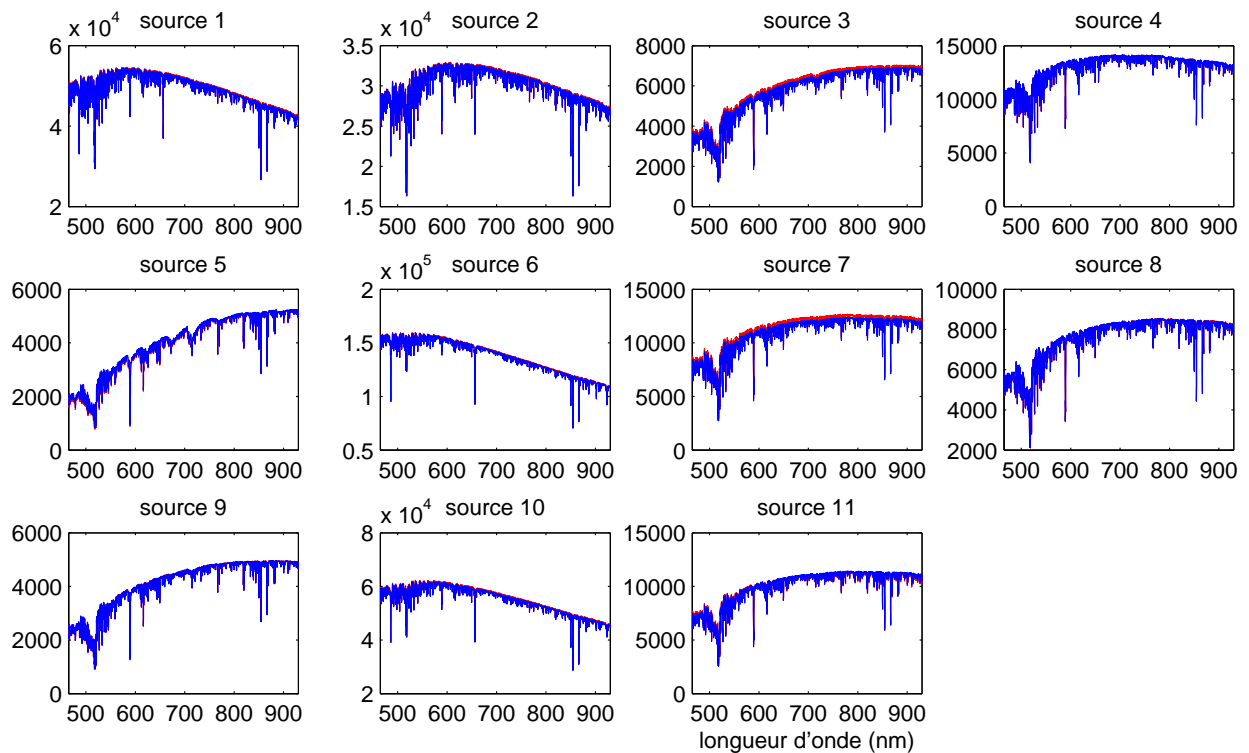 source 1 source 2 source 3 source 4
x 10^4 x 10^4
6 3.5 8000 15000
3 6000
4 2.5 4000 10000
2 2000 5000
2 1.5 0 0
500 600 700 800 900 500 600 700 800 900 500 600 700 800 900 500 600 700 800 900
source 5 source 6 source 7 source 8
x 10^5
6000 2 15000 10000
4000 1.5 10000 8000
6000
2000 1 5000 4000
0 0.5 0 2000
500 600 700 800 900 500 600 700 800 900 500 600 700 800 900 500 600 700 800 900
source 9 source 10 source 11
x 10^4
6000 8 15000
4000 6 10000
2000 4 5000
0 2 0
500 600 700 800 900 500 600 700 800 900 500 600 700 800 900
longueur d'onde (nm)